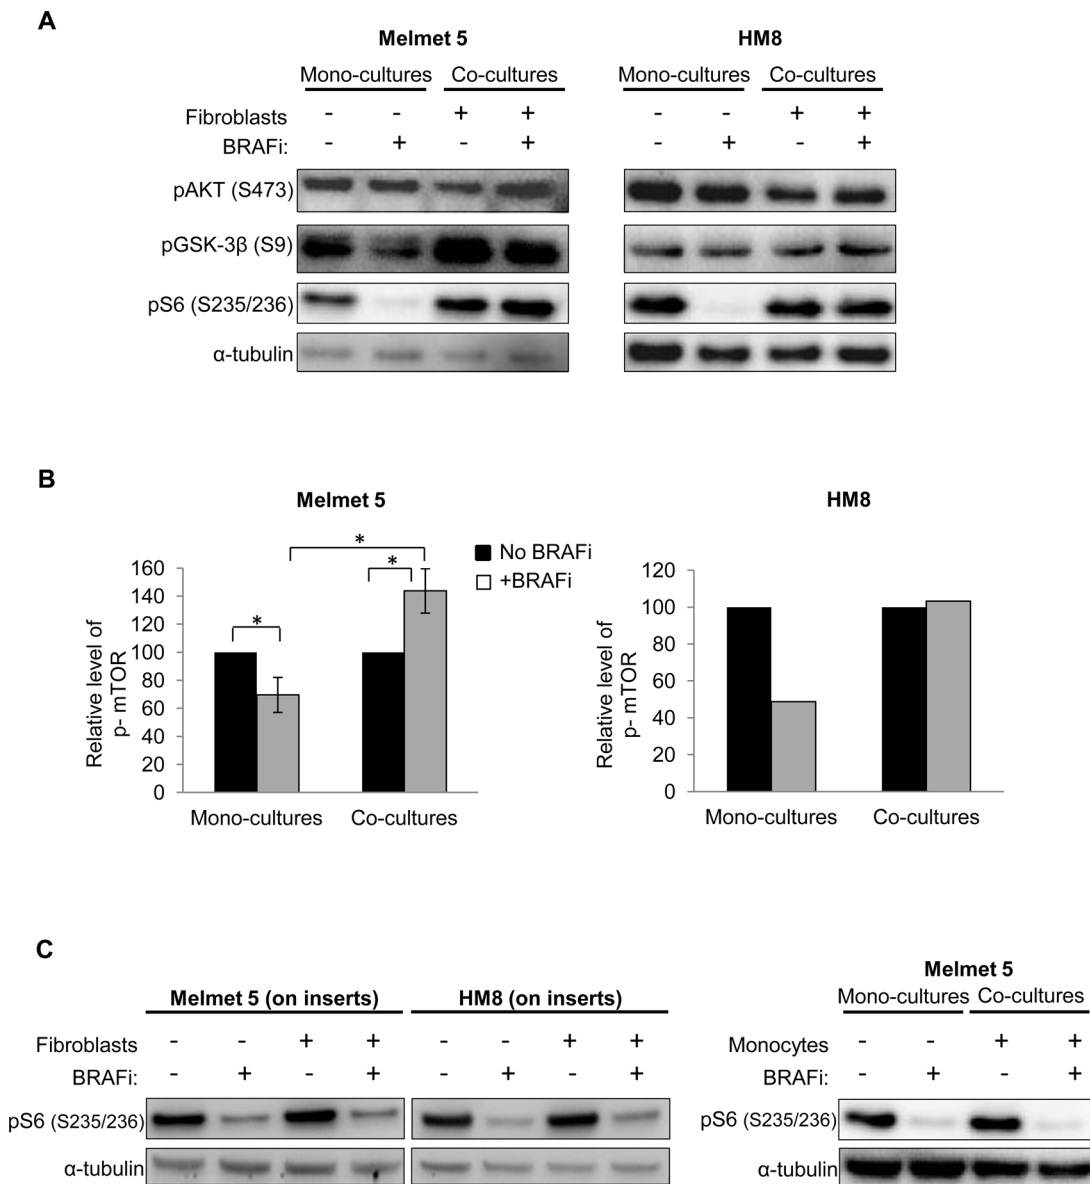 A
Melmet 5 HM8
Mono-cultures Co-cultures Mono-cultures Co-cultures
Fibroblasts - - + + - - + +
BRAFi: - + - + - + - +
pAKT (S473)
pGSK-3β (S9)
pS6 (S235/236)
α-tubulin
B
Melmet 5
HM8
No BRAFi
+BRAFi
Relative level of
p- mTOR
160
140
120
100
80
60
40
20
0
* * *
Mono-cultures Co-cultures
Relative level of
p- mTOR
120
100
80
60
40
20
0
Mono-cultures Co-cultures
C
Melmet 5 (on inserts) HM8 (on inserts)
Fibroblasts - - + + - - + +
BRAFi: - + - + - + - +
pS6 (S235/236)
α-tubulin
Melmet 5
Mono-cultures Co-cultures
Monocytes - - + +
BRAFi: - + - +
pS6 (S235/236)
α-tubulin